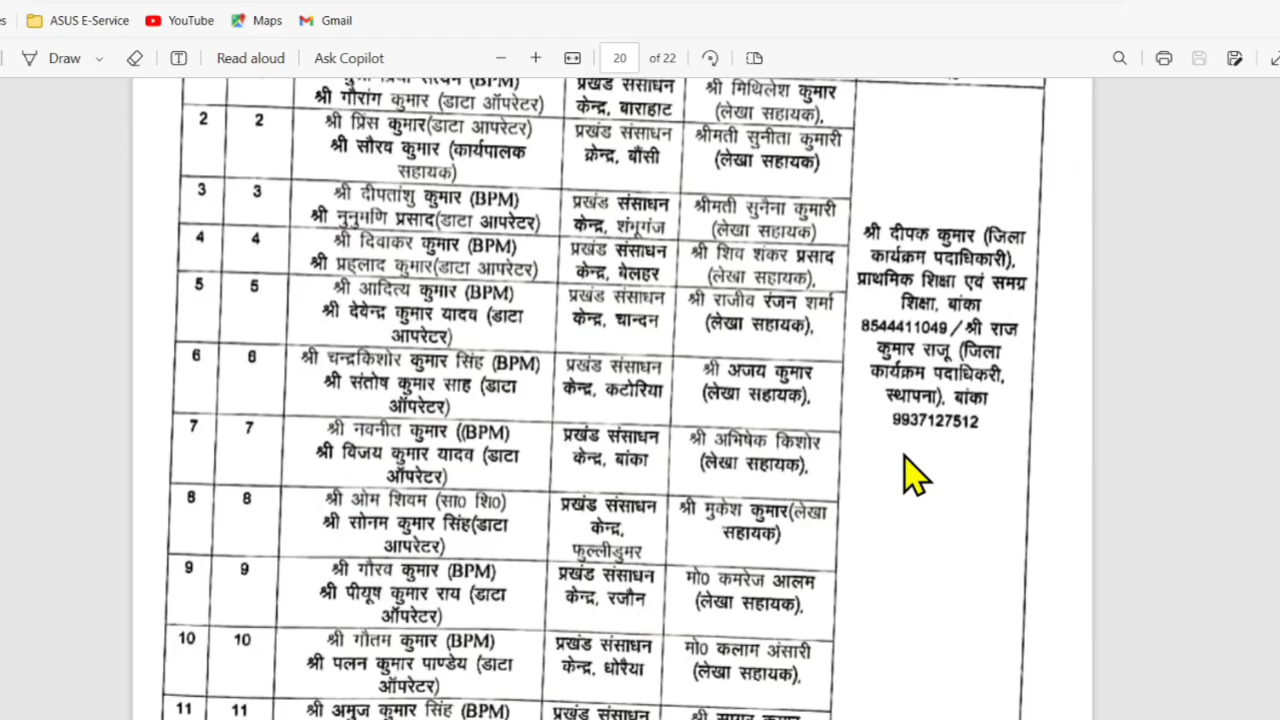 ASUS E-Service YouTube Maps Gmail
Draw Read aloud Ask Copilot 20 of 22
(BPM) प्रखंड संसाधन श्री मिथिलेश कुमार
श्री गौरांग कुमार (डाटा ऑपरेटर) केन्द्र, बाराहाट (लेखा सहायक),
2 2 श्री प्रिंस कुमार(डाटा आपरेटर) प्रखंड संसाधन श्रीमती सुनीता कुमारी
श्री सौरव कुमार (कार्यपालक क्रेन्द्र, बौंसी (लेखा सहायक)
सहायक)
3 3 श्री दीपतांशु कुमार (BPM) प्रखंड संसाधन श्रीमती सुनैना कुमारी
श्री नुनुमणि प्रसाद(डाटा आपरेटर) केन्द्र, शंभूगंज (लेखा सहायक)
4 4 श्री दिवाकर कुमार (BPM) प्रखंड संसाधन श्री शिव शंकर प्रसाद
श्री प्रहलाद कुमार(डाटा आपरेटर) केन्द्र, बेलहर (लेखा सहायक),
5 5 श्री आदित्य कुमार (BPM) प्रखंड संसाधन श्री राजीव रंजन शर्मा
श्री देयेन्द्र कुमार यादव (डाटा केन्द्र, चान्दन (लेखा सहायक),
आपरेटर)
6 6 श्री चन्द्रकिशोर कुमार सिंह (BPM) प्रखंड संसाधन श्री अजय कुमार
श्री संतोष कुमार साह (डाटा केन्द्र, कटोरिया (लेखा सहायक),
ऑपरेटर)
7 7 श्री नवनीत कुमार ((BPM) प्रखंड संसाधन श्री अभिषेक किशोर
श्री विजय कुमार यादव (डाटा केन्द्र, बांका (लेखा सहायक),
ऑपरेटर)
8 8 श्री ओम शिवम (सा0 शि0) प्रखंड संसाधन श्री मुकेश कुमार(लेखा
श्री सोनम कुमार सिंह(डाटा केन्द्र, सहायक)
आपरेटर) फुल्लीडुमर
9 9 श्री गौरव कुमार (BPM) प्रखंड संसाधन मो0 कमरेज आलम
श्री पीयूष कुमार राय (डाटा केन्द्र, रजौन (लेखा सहायक),
ऑपरेटर)
10 10 श्री गौतम कुमार (BPM) प्रखंड संसाधन मो0 कलाम अंसारी
श्री पलन कुमार पाण्डेय (डाटा केन्द्र, धोरैया (लेखा सहायक),
ऑपरेटर)
11 11 श्री अमुज कुमार सिंह (BPM) प्रखंड संसाधन
श्री दीपक कुमार (जिला
कार्यक्रम पदाधिकारी),
प्राथमिक शिक्षा एवं समग्र
शिक्षा, बांका
8544411049/श्री राज
कुमार राजू (जिला
कार्यक्रम पदाधिकरी,
स्थापना), बांका
9937127512